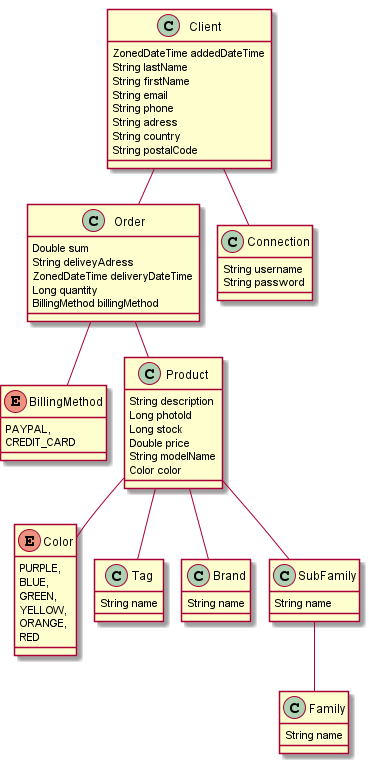 C Client
ZonedDateTime addedDateTime
String lastName
String firstName
String email
String phone
String adress
String country
String postalCode
C Order
Double sum
String deliveyAdress
ZonedDateTime deliveryDateTime
Long quantity
BillingMethod billingMethod
C Connection
String username
String password
E BillingMethod
PAYPAL,
CREDIT_CARD
C Product
String description
Long photoId
Long stock
Double price
String modelName
Color color
E Color
PURPLE,
BLUE,
GREEN,
YELLOW,
ORANGE,
RED
C Tag
String name
C Brand
String name
C SubFamily
String name
C Family
String name